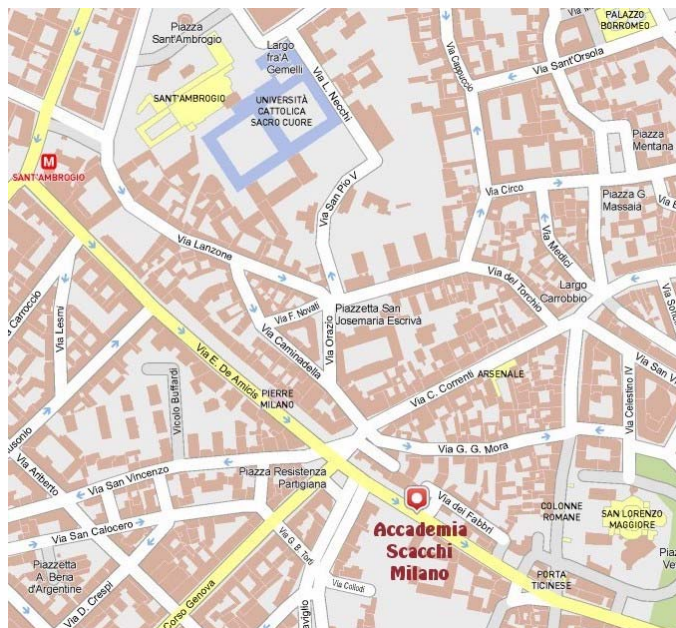 Piazza
Sant'Ambrogio
Largo
fra'A
Gemelli
PALAZZO
BORROMEO
Via Sant'Orsola
Via Cappuccio
Via L. Necchi
SANT'AMBROGIO
UNIVERSITÀ
CATTOLICA
SACRO CUORE
Piazza
Mentana
M
SANT'AMBROGIO
Via San Pio V
Via Circo
Piazza G
Massaia
Via Lanzone
Via Medici
Via del Torchio
Largo
Carrobbio
Via F. Novati
Piazzetta San
Josemaria Escrivà
Via Orazio
Via Lesmi
Via Caminadella
Via E. De Amicis
Via C. Correnti
ARSENALE
Via San V
Via Celestino IV
PIERRE
MILANO
Vicolo Buffardi
Via G. G. Mora
Via Ariberto
Via San Vincenzo
Piazza Resistenza
Partigiana
Via dei Fabbri
COLONNE
ROMANE
SAN LORENZO
MAGGIORE
Via San Calocero
Accademia
Scacchi
Milano
Via G. B. Torti
Piazzetta
A. Beria
d'Argentine
Via D. Crespi
Corso Genova
Via Collodi
PORTA
TICINESE